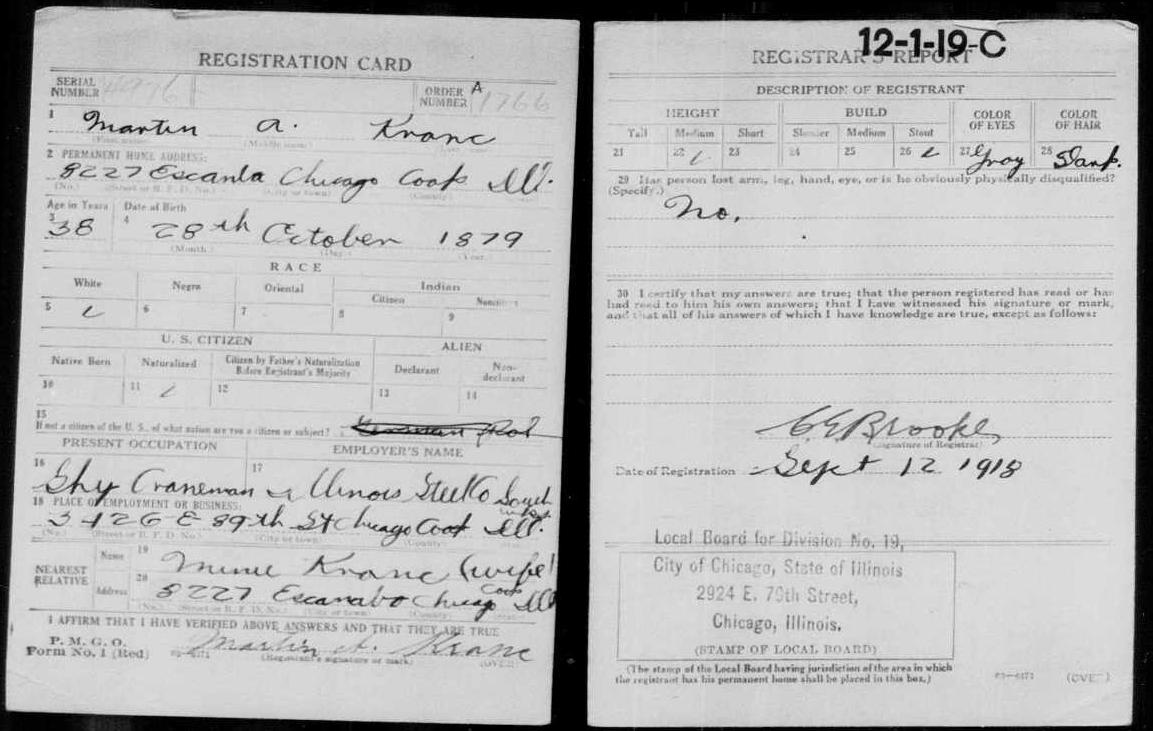 REGISTRATION CARD
SERIAL NUMBER 4976
ORDER NUMBER A 1766
1 Martin A. Kranc
(First name) (Middle name) (Last name)
2 PERMANENT HOME ADDRESS:
8227 Escanla Chicago Cook Ill.
(No.) (Street or R. F. D. No.) (City or town) (County) (State)
Age in Years Date of Birth
3 38 4 28th October 1879
(Month.) (Day.) (Year.)
RACE
White Negro Oriental Indian
Citizen Noncitizen
5 6 7 8 9
U. S. CITIZEN ALIEN
Native Born Naturalized Citizen by Father's Naturalization Before Registrant's Majority Declarant Non-declarant
10 11 12 13 14
15
If not a citizen of the U. S., of what nation are you a citizen or subject?
PRESENT OCCUPATION EMPLOYER'S NAME
16 Craneman 17 Illinois Steel Co South
18 PLACE OF EMPLOYMENT OR BUSINESS:
3426 E 89th St Chicago Cook Ill.
(No.) (Street or R. F. D. No.) (City or town) (County) (State)
NEAREST RELATIVE
Name 19 Minnie Kranc (wife)
Address 20 8227 Escanabo Chicago Cook Ill
(No.) (Street or R. F. D. No.) (City or town) (County) (State)
I AFFIRM THAT I HAVE VERIFIED ABOVE ANSWERS AND THAT THEY ARE TRUE
P. M. G. O.
Form No. 1 (Red) Martin A. Kranc
(Registrant's signature or mark) (OVER)
12-1-19-C
REGISTRAR'S REPORT
DESCRIPTION OF REGISTRANT
HEIGHT BUILD COLOR OF EYES COLOR OF HAIR
Tall Medium Short Slender Medium Stout
21 22 23 24 25 26 27 Gray 28 Dark.
29 Has person lost arm, leg, hand, eye, or is he obviously physically disqualified?
(Specify.)
No.
30 I certify that my answers are true; that the person registered has read or has
had read to him his own answers; that I have witnessed his signature or mark,
and that all of his answers of which I have knowledge are true, except as follows:
C E Brooks
(Signature of Registrar)
Date of Registration Sept 12 1918
Local Board for Division No. 19,
City of Chicago, State of Illinois
2924 E. 79th Street,
Chicago, Illinois.
(STAMP OF LOCAL BOARD)
(The stamp of the Local Board having jurisdiction of the area in which
the registrant has his permanent home shall be placed in this box.)
03-6171 (OVER)